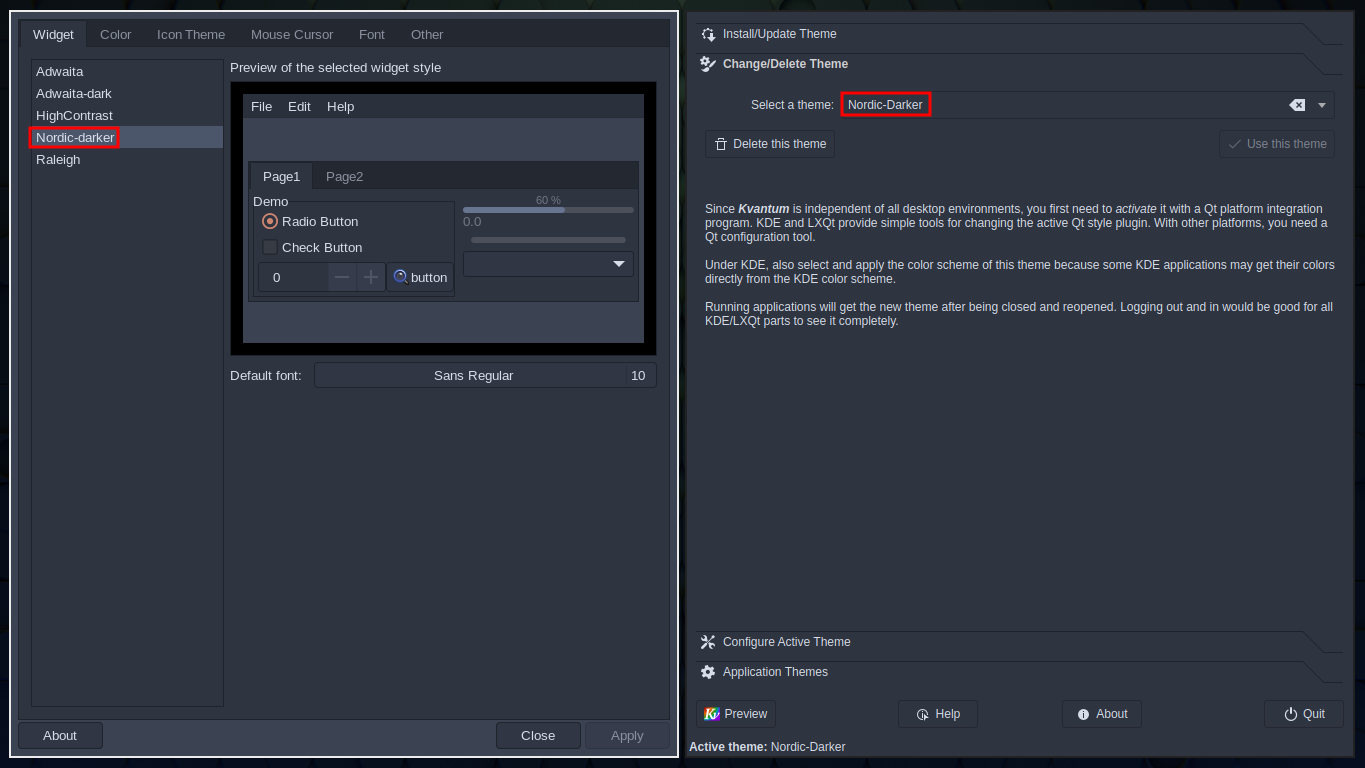 Widget
Color
Icon Theme
Mouse Cursor
Font
Other
Adwaita
Adwaita-dark
HighContrast
Nordic-darker
Raleigh
Preview of the selected widget style
File
Edit
Help
Page1
Page2
Demo
Radio Button
Check Button
0
button
60 %
0.0
Default font:
Sans Regular
10
About
Close
Apply
Install/Update Theme
Change/Delete Theme
Select a theme:
Nordic-Darker
Delete this theme
Use this theme
Since Kvantum is independent of all desktop environments, you first need to activate it with a Qt platform integration
program. KDE and LXQt provide simple tools for changing the active Qt style plugin. With other platforms, you need a
Qt configuration tool.
Under KDE, also select and apply the color scheme of this theme because some KDE applications may get their colors
directly from the KDE color scheme.
Running applications will get the new theme after being closed and reopened. Logging out and in would be good for all
KDE/LXQt parts to see it completely.
Configure Active Theme
Application Themes
Preview
Help
About
Quit
Active theme: Nordic-Darker